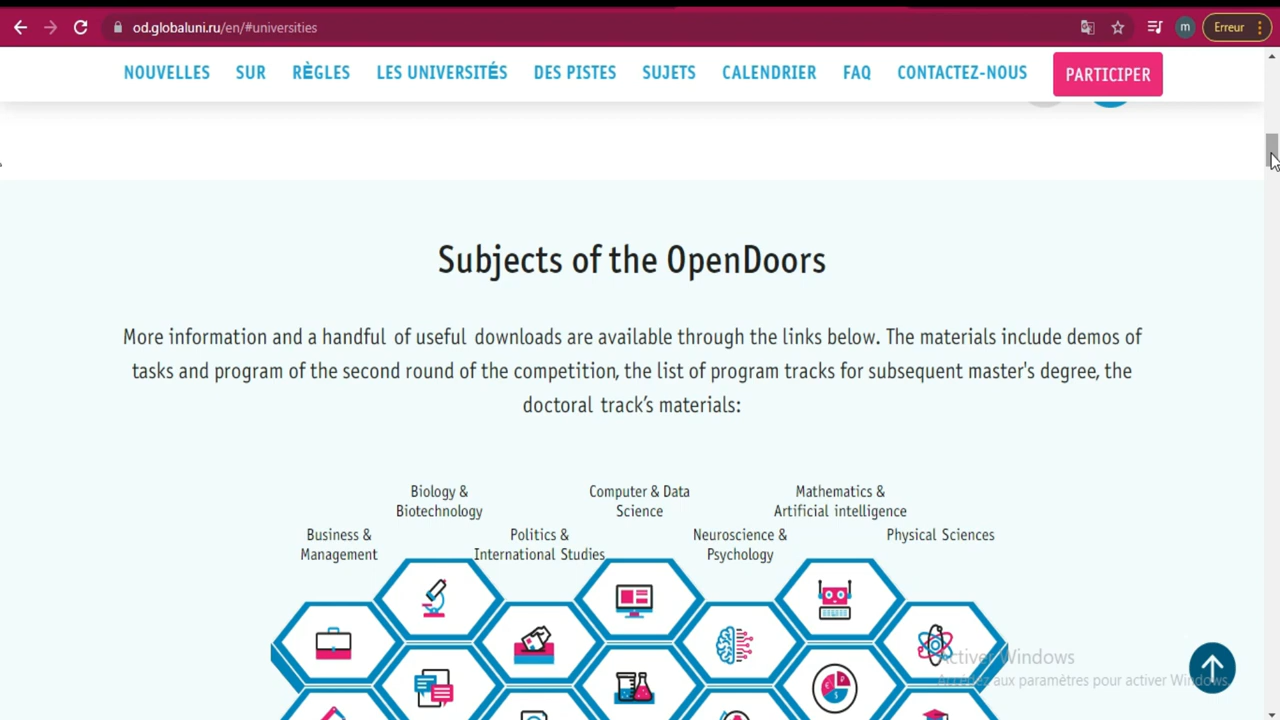 od.globaluni.ru/en/#universities
m
Erreur
NOUVELLES SUR RÈGLES LES UNIVERSITÉS DES PISTES SUJETS CALENDRIER FAQ CONTACTEZ-NOUS PARTICIPER
Subjects of the OpenDoors
More information and a handful of useful downloads are available through the links below. The materials include demos of
tasks and program of the second round of the competition, the list of program tracks for subsequent master's degree, the
doctoral track's materials:
Biology &
Biotechnology
Computer & Data
Science
Mathematics &
Artificial intelligence
Business &
Management
Politics &
International Studies
Neuroscience &
Psychology
Physical Sciences
Activer Windows
Accédez aux paramètres pour activer Windows.